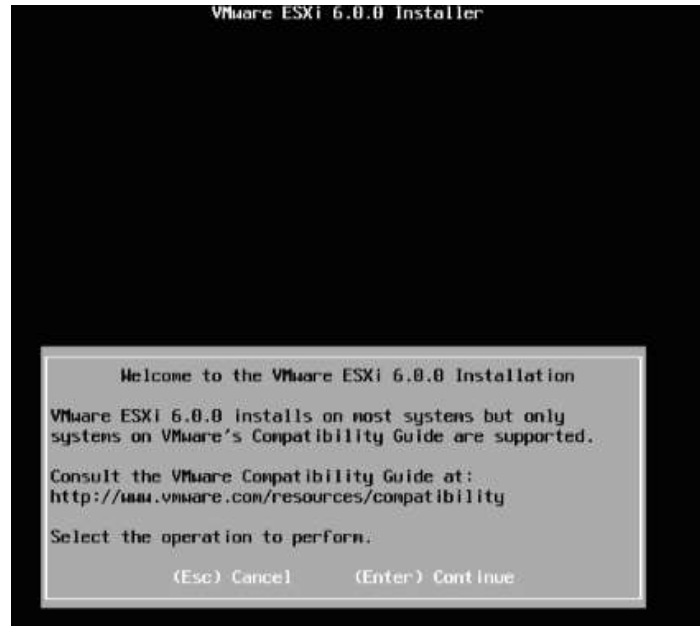 VMware ESXi 6.0.0 Installer
Welcome to the VMware ESXi 6.0.0 Installation
VMware ESXi 6.0.0 installs on most systems but only
systems on VMware's Compatibility Guide are supported.
Consult the VMware Compatibility Guide at:
http://www.vmware.com/resources/compatibility
Select the operation to perform.
(Esc) Cancel (Enter) Continue